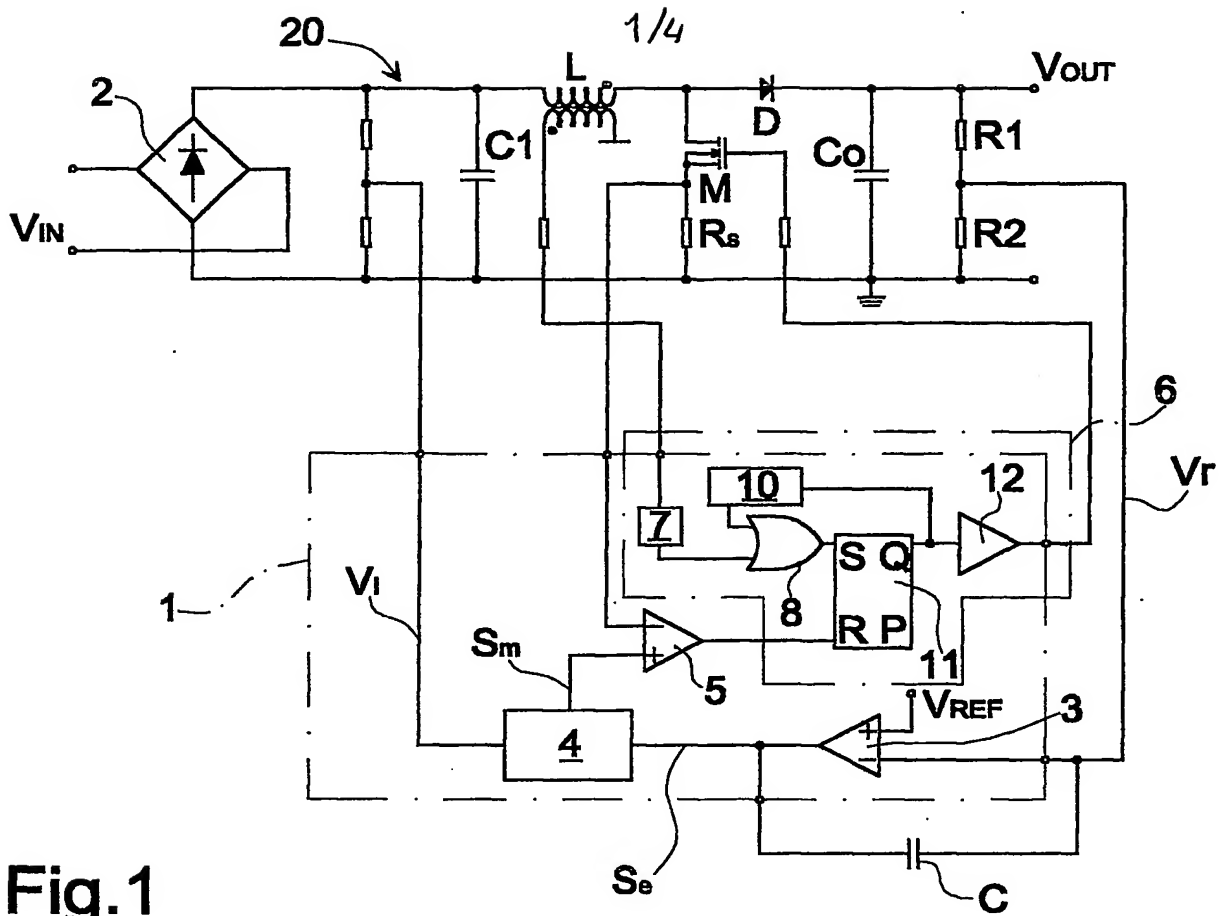 1/4
20
L
VOUT
2
C1
D
R1
Co
M
VIN
Rs
R2
6
10
12
Vr
7
S Q
1
VI
8
R P
Sm
5
11
VREF
3
4
Se
C
Fig.1